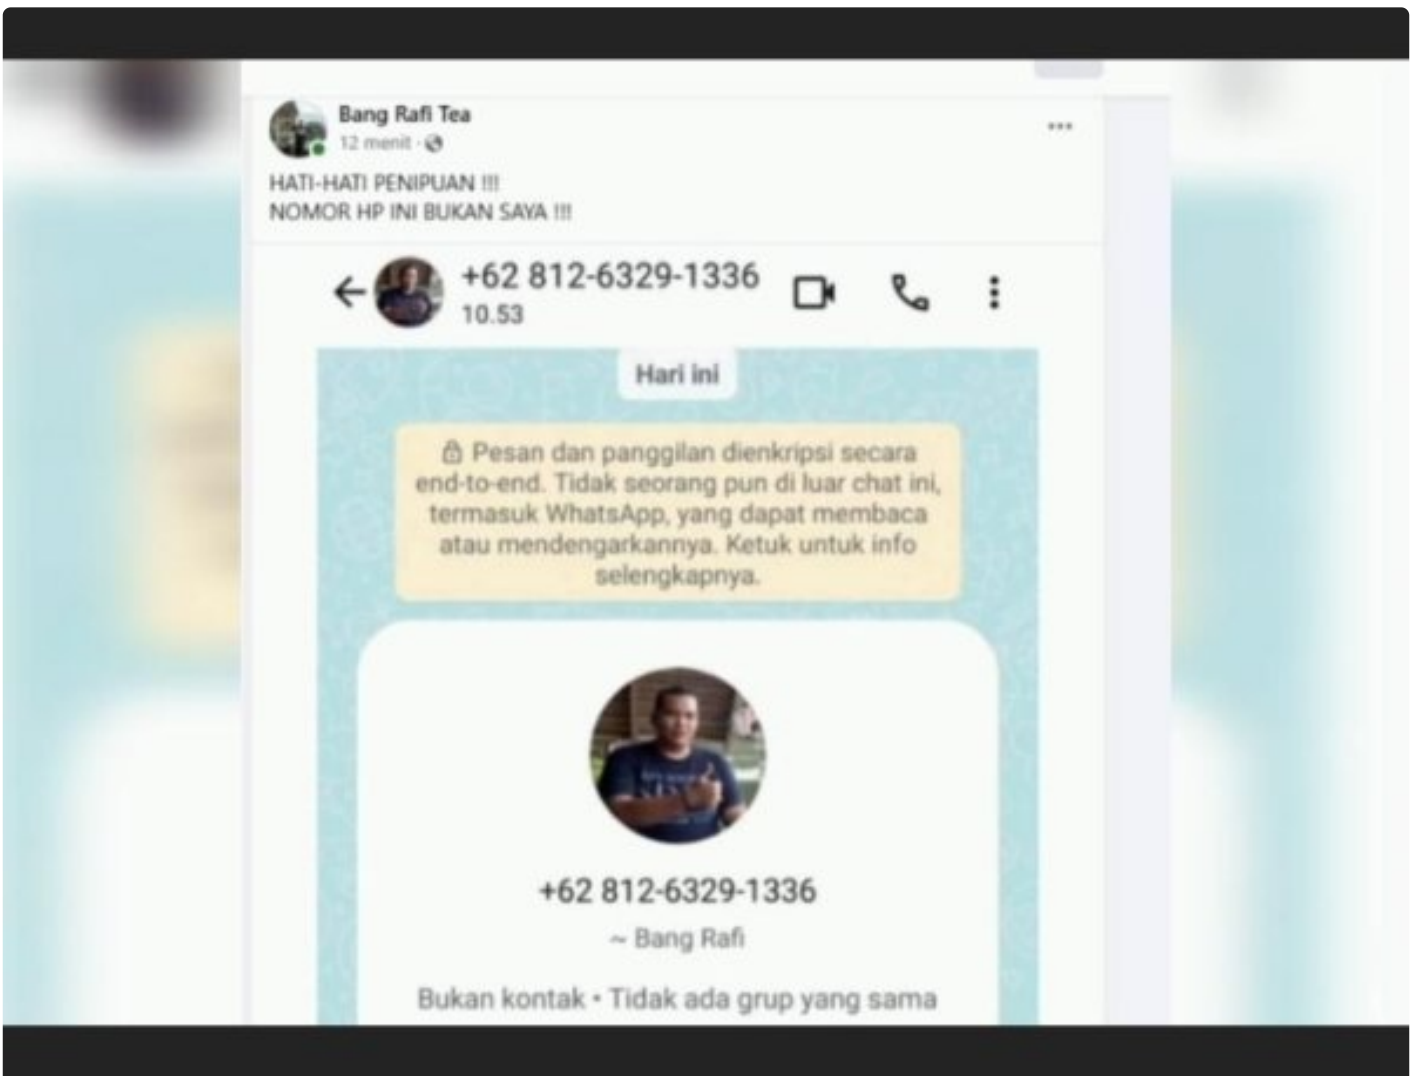 Bang Rafi Tea
12 menit ·
HATI-HATI PENIPUAN !!!
NOMOR HP INI BUKAN SAYA !!!
+62 812-6329-1336
10.53
Hari ini
Pesan dan panggilan dienkripsi secara
end-to-end. Tidak seorang pun di luar chat ini,
termasuk WhatsApp, yang dapat membaca
atau mendengarkannya. Ketuk untuk info
selengkapnya.
+62 812-6329-1336
~ Bang Rafi
Bukan kontak • Tidak ada grup yang sama